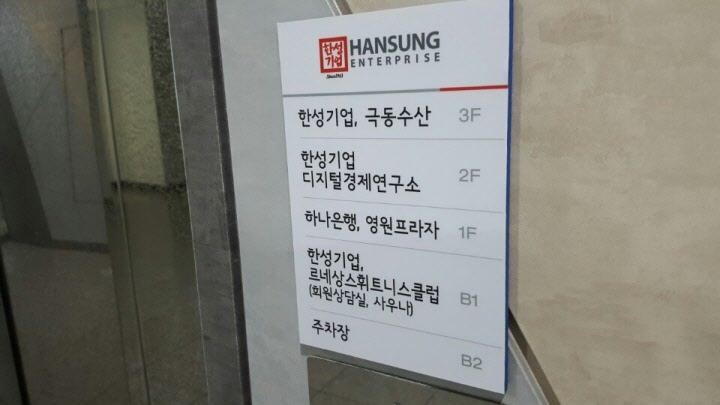 한성
기업
Since1963
HANSUNG
ENTERPRISE
한성기업, 극동수산 3F
한성기업
디지털경제연구소 2F
하나은행, 영원프라자 1F
한성기업,
르네상스휘트니스클럽
(회원상담실, 사우나) B1
주차장
B2